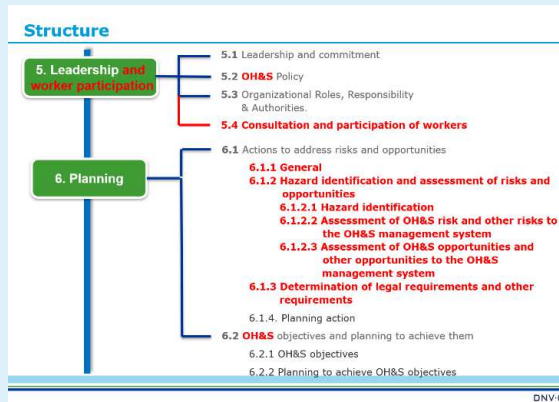 Structure
5. Leadership and
worker participation
5.1 Leadership and commitment
5.2 OH&S Policy
5.3 Organizational Roles, Responsibility
& Authorities.
5.4 Consultation and participation of workers
6. Planning
6.1 Actions to address risks and opportunities
6.1.1 General
6.1.2 Hazard identification and assessment of risks and
opportunities
6.1.2.1 Hazard identification
6.1.2.2 Assessment of OH&S risk and other risks to
the OH&S management system
6.1.2.3 Assessment of OH&S opportunities and
other opportunities to the OH&S
management system
6.1.3 Determination of legal requirements and other
requirements
6.1.4. Planning action
6.2 OH&S objectives and planning to achieve them
6.2.1 OH&S objectives
6.2.2 Planning to achieve OH&S objectives
DNV·